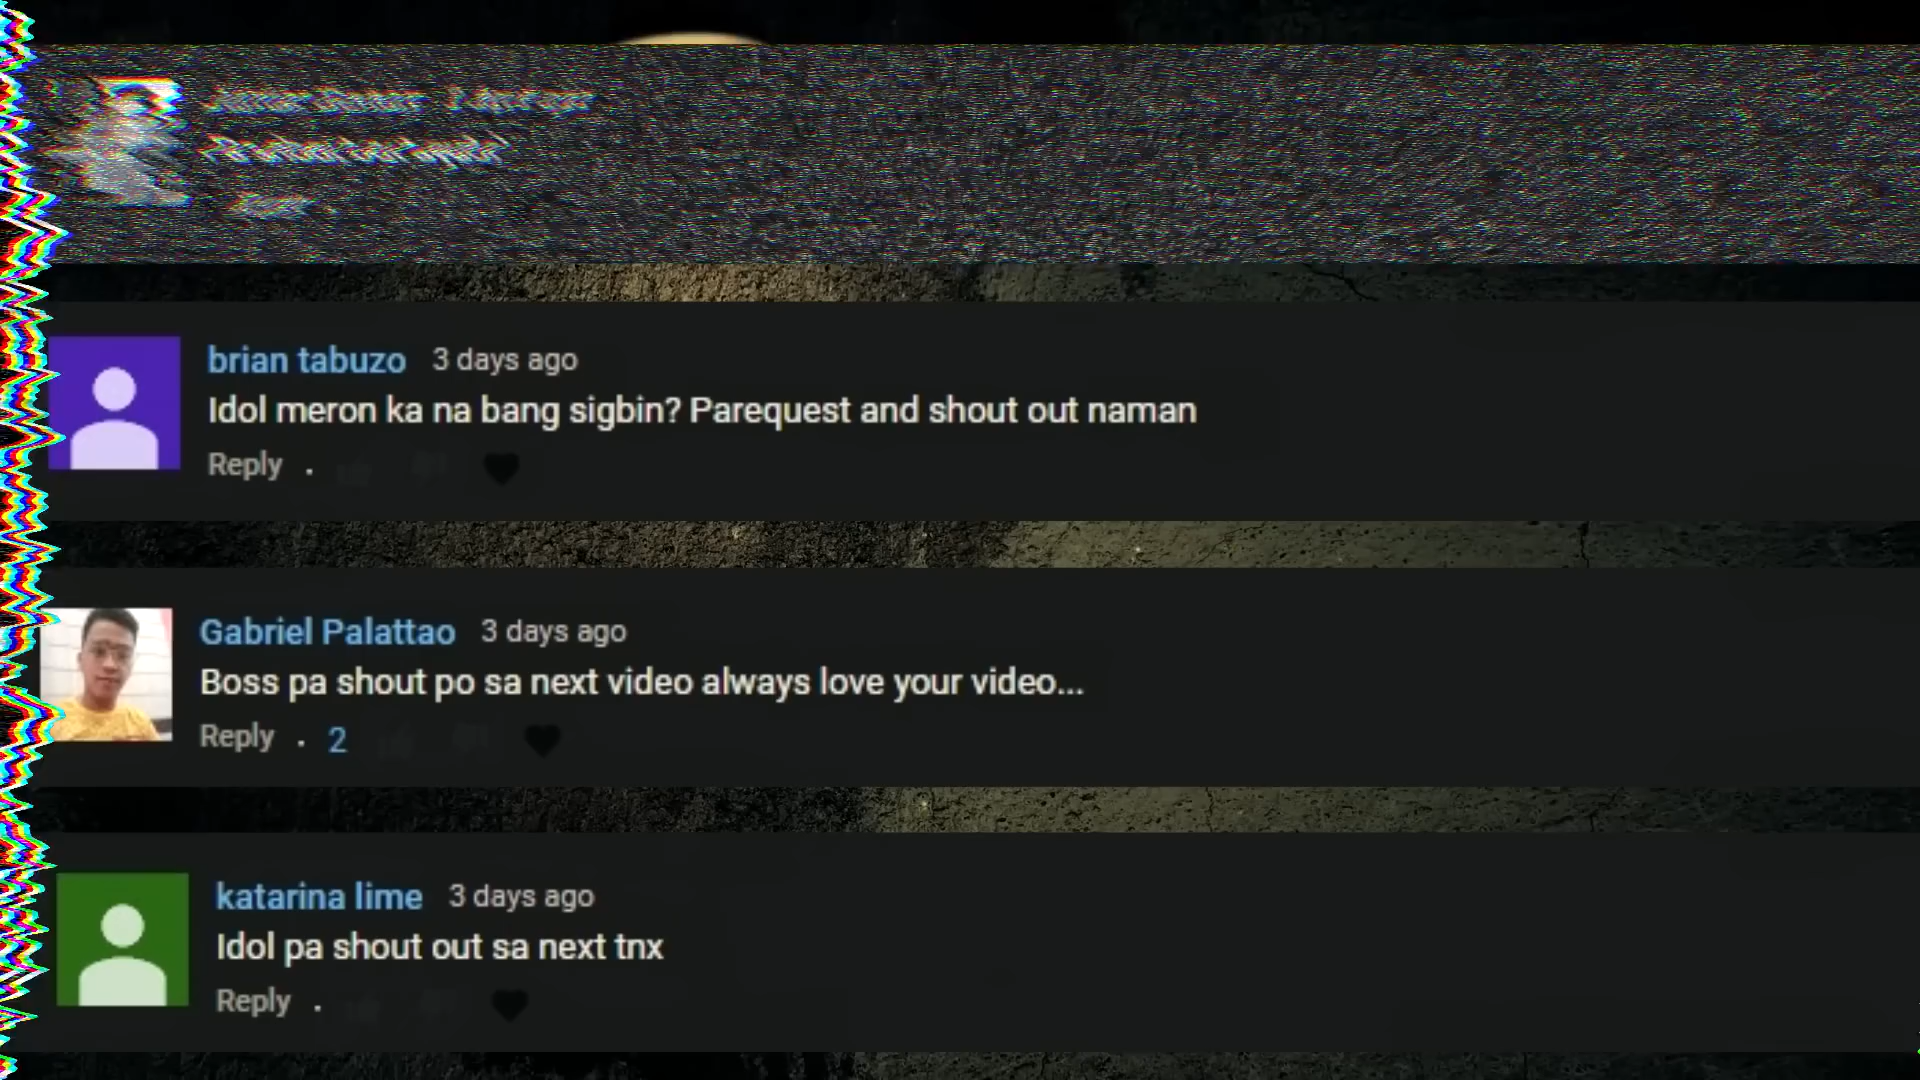 brian tabuzo 3 days ago
Idol meron ka na bang sigbin? Parequest and shout out naman
Reply .
Gabriel Palattao 3 days ago
Boss pa shout po sa next video always love your video...
Reply . 2
katarina lime 3 days ago
Idol pa shout out sa next tnx
Reply .